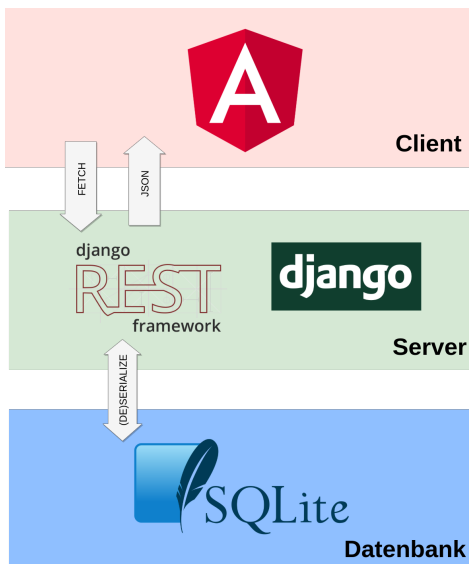 A
Client
FETCH
JSON
django
REST
framework
django
Server
(DE)SERIALIZE
SQLite
Datenbank